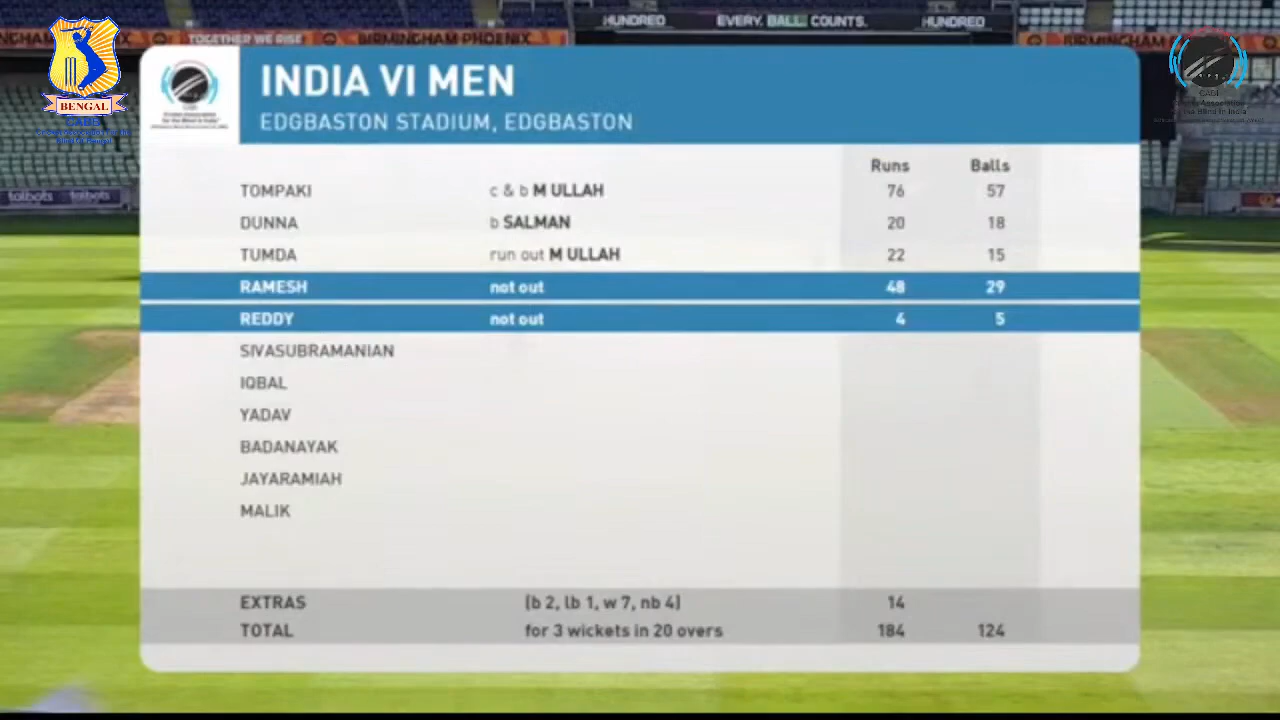 HUNDRED EVERY. BALL. COUNTS. HUNDRED
TOGETHER WE RISE BIRMINGHAM PHOENIX
BENGAL
CABI
INDIA VI MEN
EDGBASTON STADIUM, EDGBASTON
Runs Balls
TOMPAKI c & b M ULLAH 76 57
DUNNA b SALMAN 20 18
TUMDA run out M ULLAH 22 15
RAMESH not out 48 29
REDDY not out 4 5
SIVASUBRAMANIAN
IQBAL
YADAV
BADANAYAK
JAYARAMIAH
MALIK
EXTRAS (b 2, lb 1, w 7, nb 4) 14
TOTAL for 3 wickets in 20 overs 184 124
talbots talbots